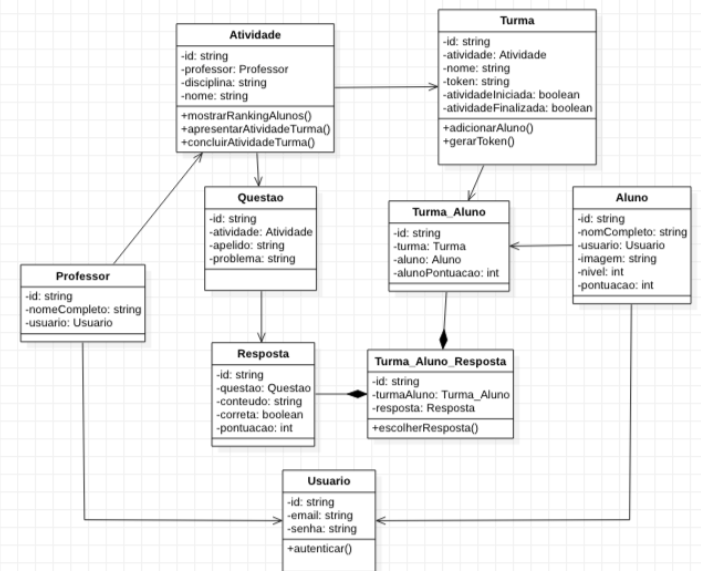 Atividade
-id: string
-professor: Professor
-disciplina: string
-nome: string
+mostrarRankingAlunos()
+apresentarAtividadeTurma()
+concluirAtividadeTurma()
Turma
-id: string
-atividade: Atividade
-nome: string
-token: string
-atividadeIniciada: boolean
-atividadeFinalizada: boolean
+adicionarAluno()
+gerarToken()
Questao
-id: string
-atividade: Atividade
-apelido: string
-problema: string
Turma_Aluno
-id: string
-turma: Turma
-aluno: Aluno
-alunoPontuacao: int
Aluno
-id: string
-nomCompleto: string
-usuario: Usuario
-imagem: string
-nivel: int
-pontuacao: int
Professor
-id: string
-nomeCompleto: string
-usuario: Usuario
Resposta
-id: string
-questao: Questao
-conteudo: string
-correta: boolean
-pontuacao: int
Turma_Aluno_Resposta
-id: string
-turmaAluno: Turma_Aluno
-resposta: Resposta
+escolherResposta()
Usuario
-id: string
-email: string
-senha: string
+autenticar()